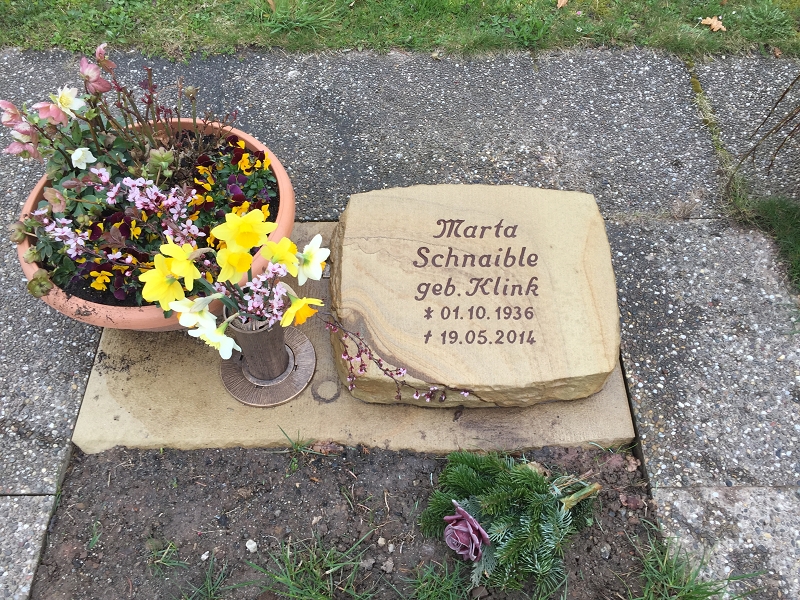 Marta
Schnaible
geb. Klink
* 01.10.1936
† 19.05.2014